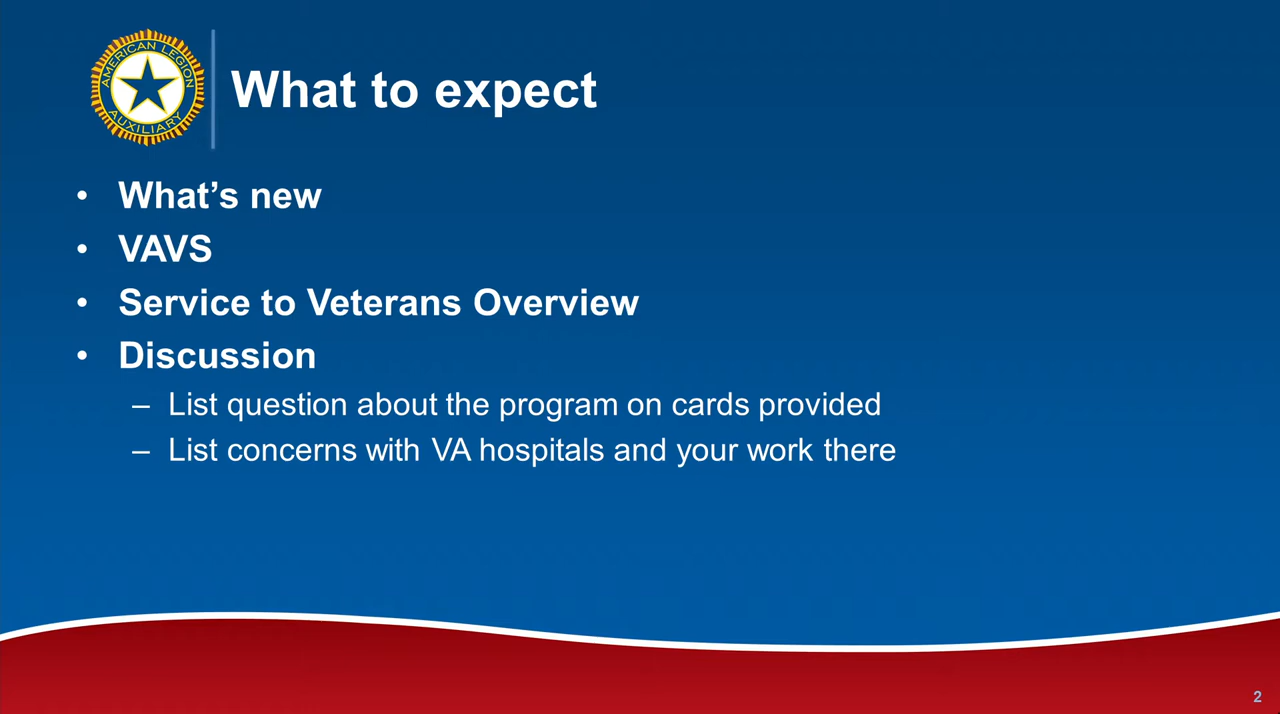 AMERICAN LEGION
AUXILIARY
What to expect
• What’s new
• VAVS
• Service to Veterans Overview
• Discussion
– List question about the program on cards provided
– List concerns with VA hospitals and your work there
2